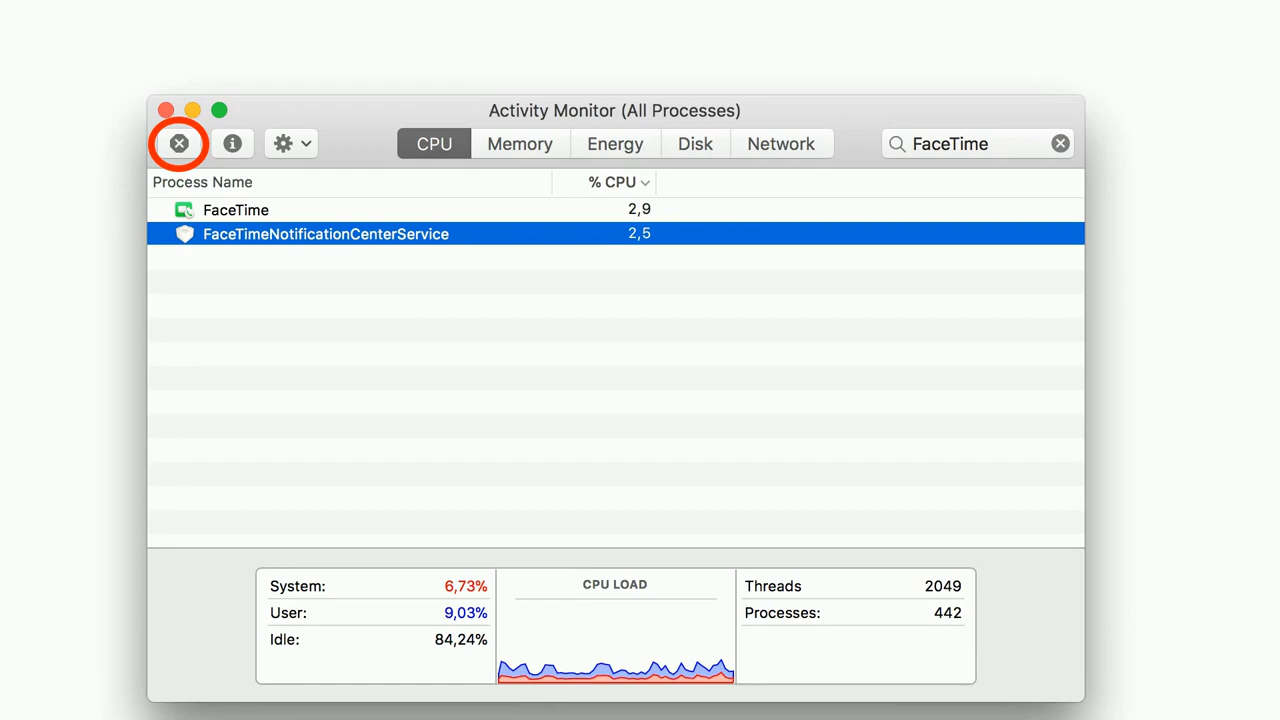 Activity Monitor (All Processes)
CPU Memory Energy Disk Network FaceTime
Process Name % CPU
FaceTime 2,9
FaceTimeNotificationCenterService 2,5
System: 6,73% CPU LOAD Threads 2049
User: 9,03% Processes: 442
Idle: 84,24%